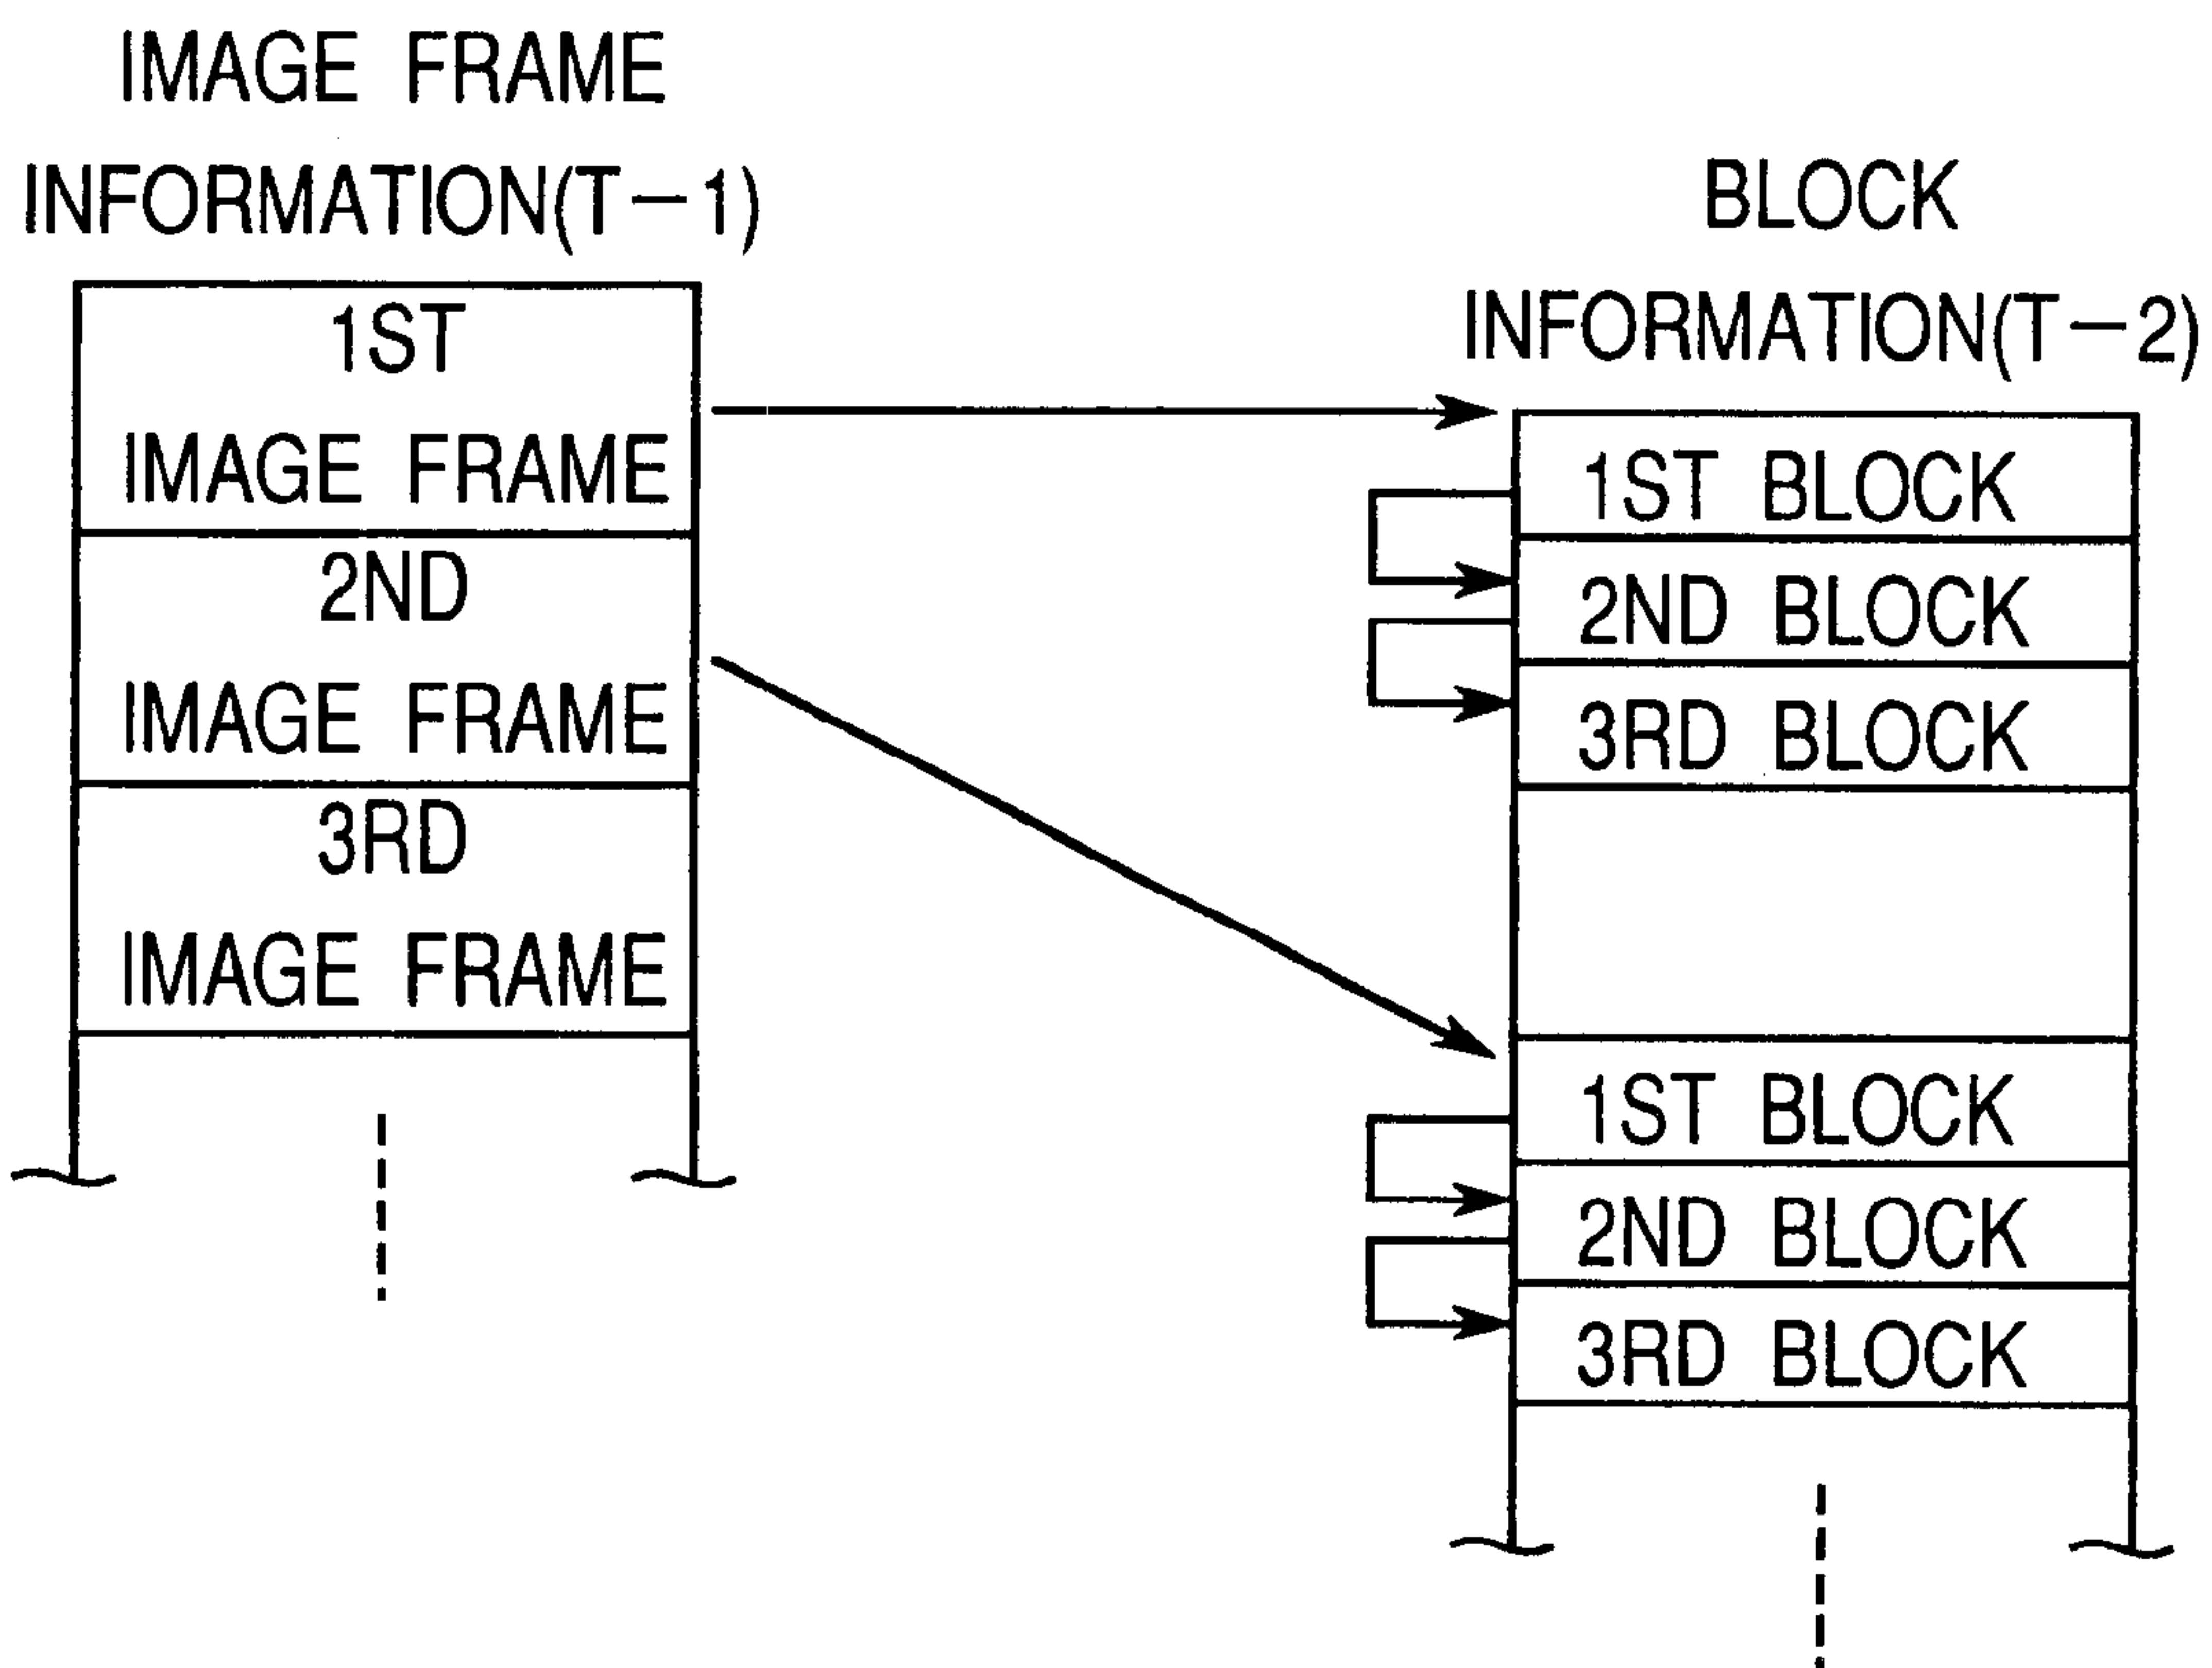 IMAGE FRAME
INFORMATION(T-1)
1ST
IMAGE FRAME
2ND
IMAGE FRAME
3RD
IMAGE FRAME
BLOCK
INFORMATION(T-2)
1ST BLOCK
2ND BLOCK
3RD BLOCK
1ST BLOCK
2ND BLOCK
3RD BLOCK